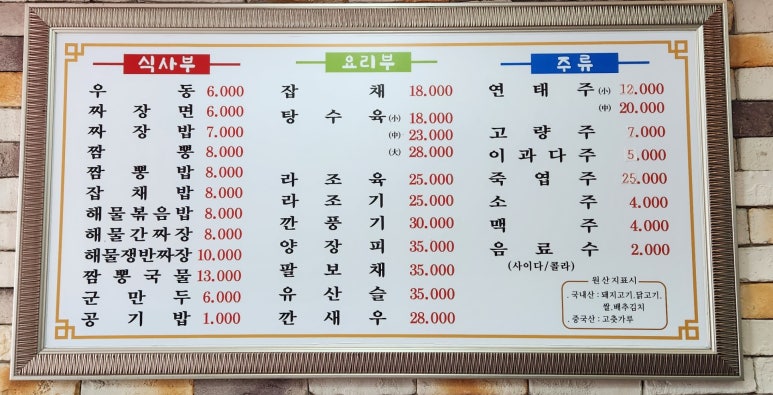 식사부
우동 6.000
짜장면 6.000
짜장밥 7.000
짬뽕 8.000
짬뽕밥 8.000
잡채밥 8.000
해물볶음밥 8.000
해물간짜장 8.000
해물쟁반짜장 10.000
짬뽕국물 13.000
군만두 6.000
공기밥 1.000
요리부
잡채 18.000
탕수육(小) 18.000
(中) 23.000
(大) 28.000
라조육 25.000
라조기 25.000
깐풍기 30.000
양장피 35.000
팔보채 35.000
유산슬 35.000
깐새우 28.000
주류
연태주(小) 12.000
(中) 20.000
고량주 7.000
이과다주 5.000
죽엽주 25.000
소주 4.000
맥주 4.000
음료수 2.000
(사이다/콜라)
원산지표시
. 국내산 : 돼지고기, 닭고기,
쌀, 배추김치
. 중국산 : 고춧가루